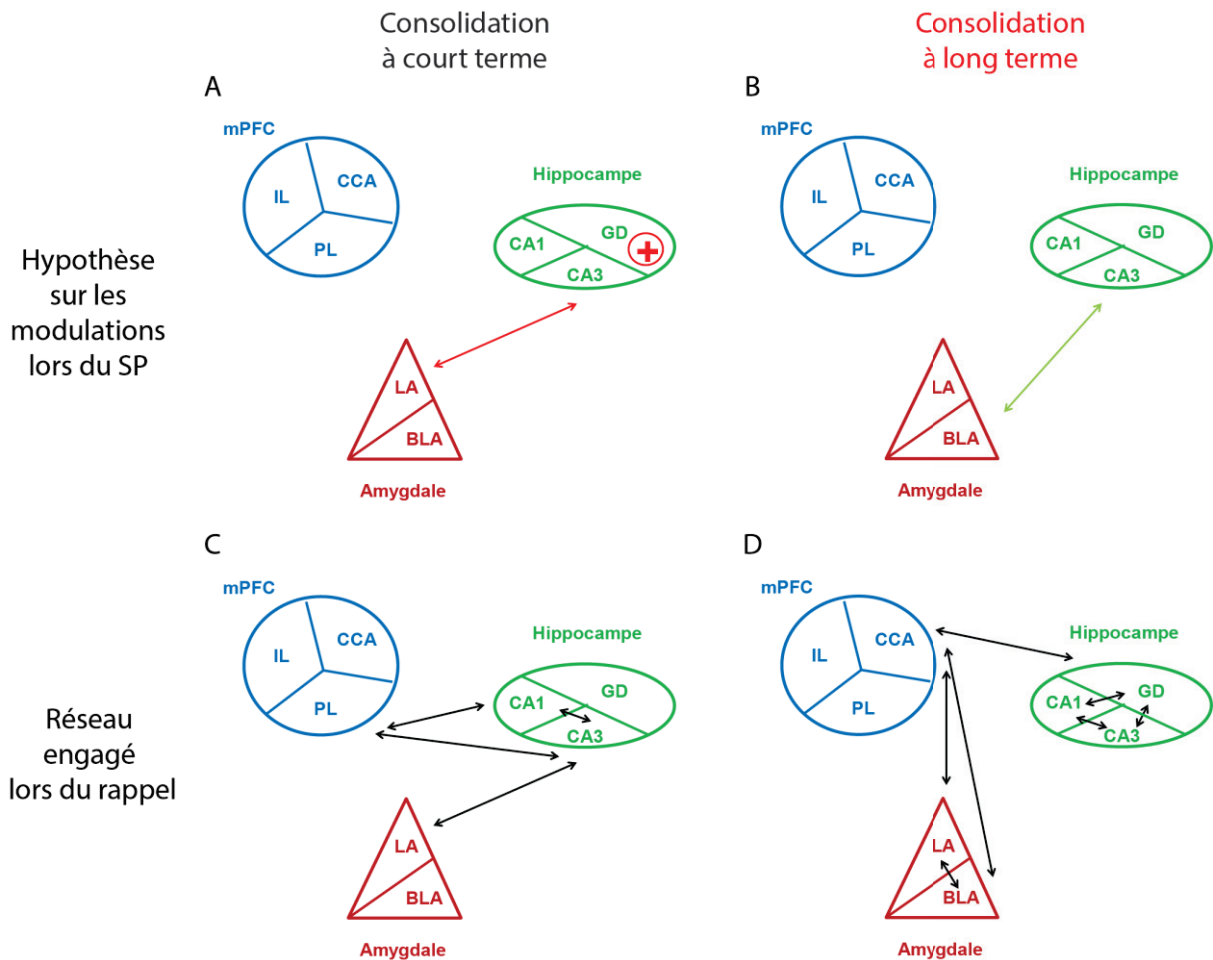 Consolidation
à court terme
Consolidation
à long terme
A
B
mPFC
IL
CCA
PL
Hippocampe
CA1
GD
CA3
LA
BLA
Amygdale
mPFC
IL
CCA
PL
Hippocampe
CA1
GD
CA3
LA
BLA
Amygdale
Hypothèse
sur les
modulations
lors du SP
C
D
mPFC
IL
CCA
PL
Hippocampe
CA1
GD
CA3
LA
BLA
Amygdale
mPFC
IL
CCA
PL
Hippocampe
CA1
GD
CA3
LA
BLA
Amygdale
Réseau
engagé
lors du rappel